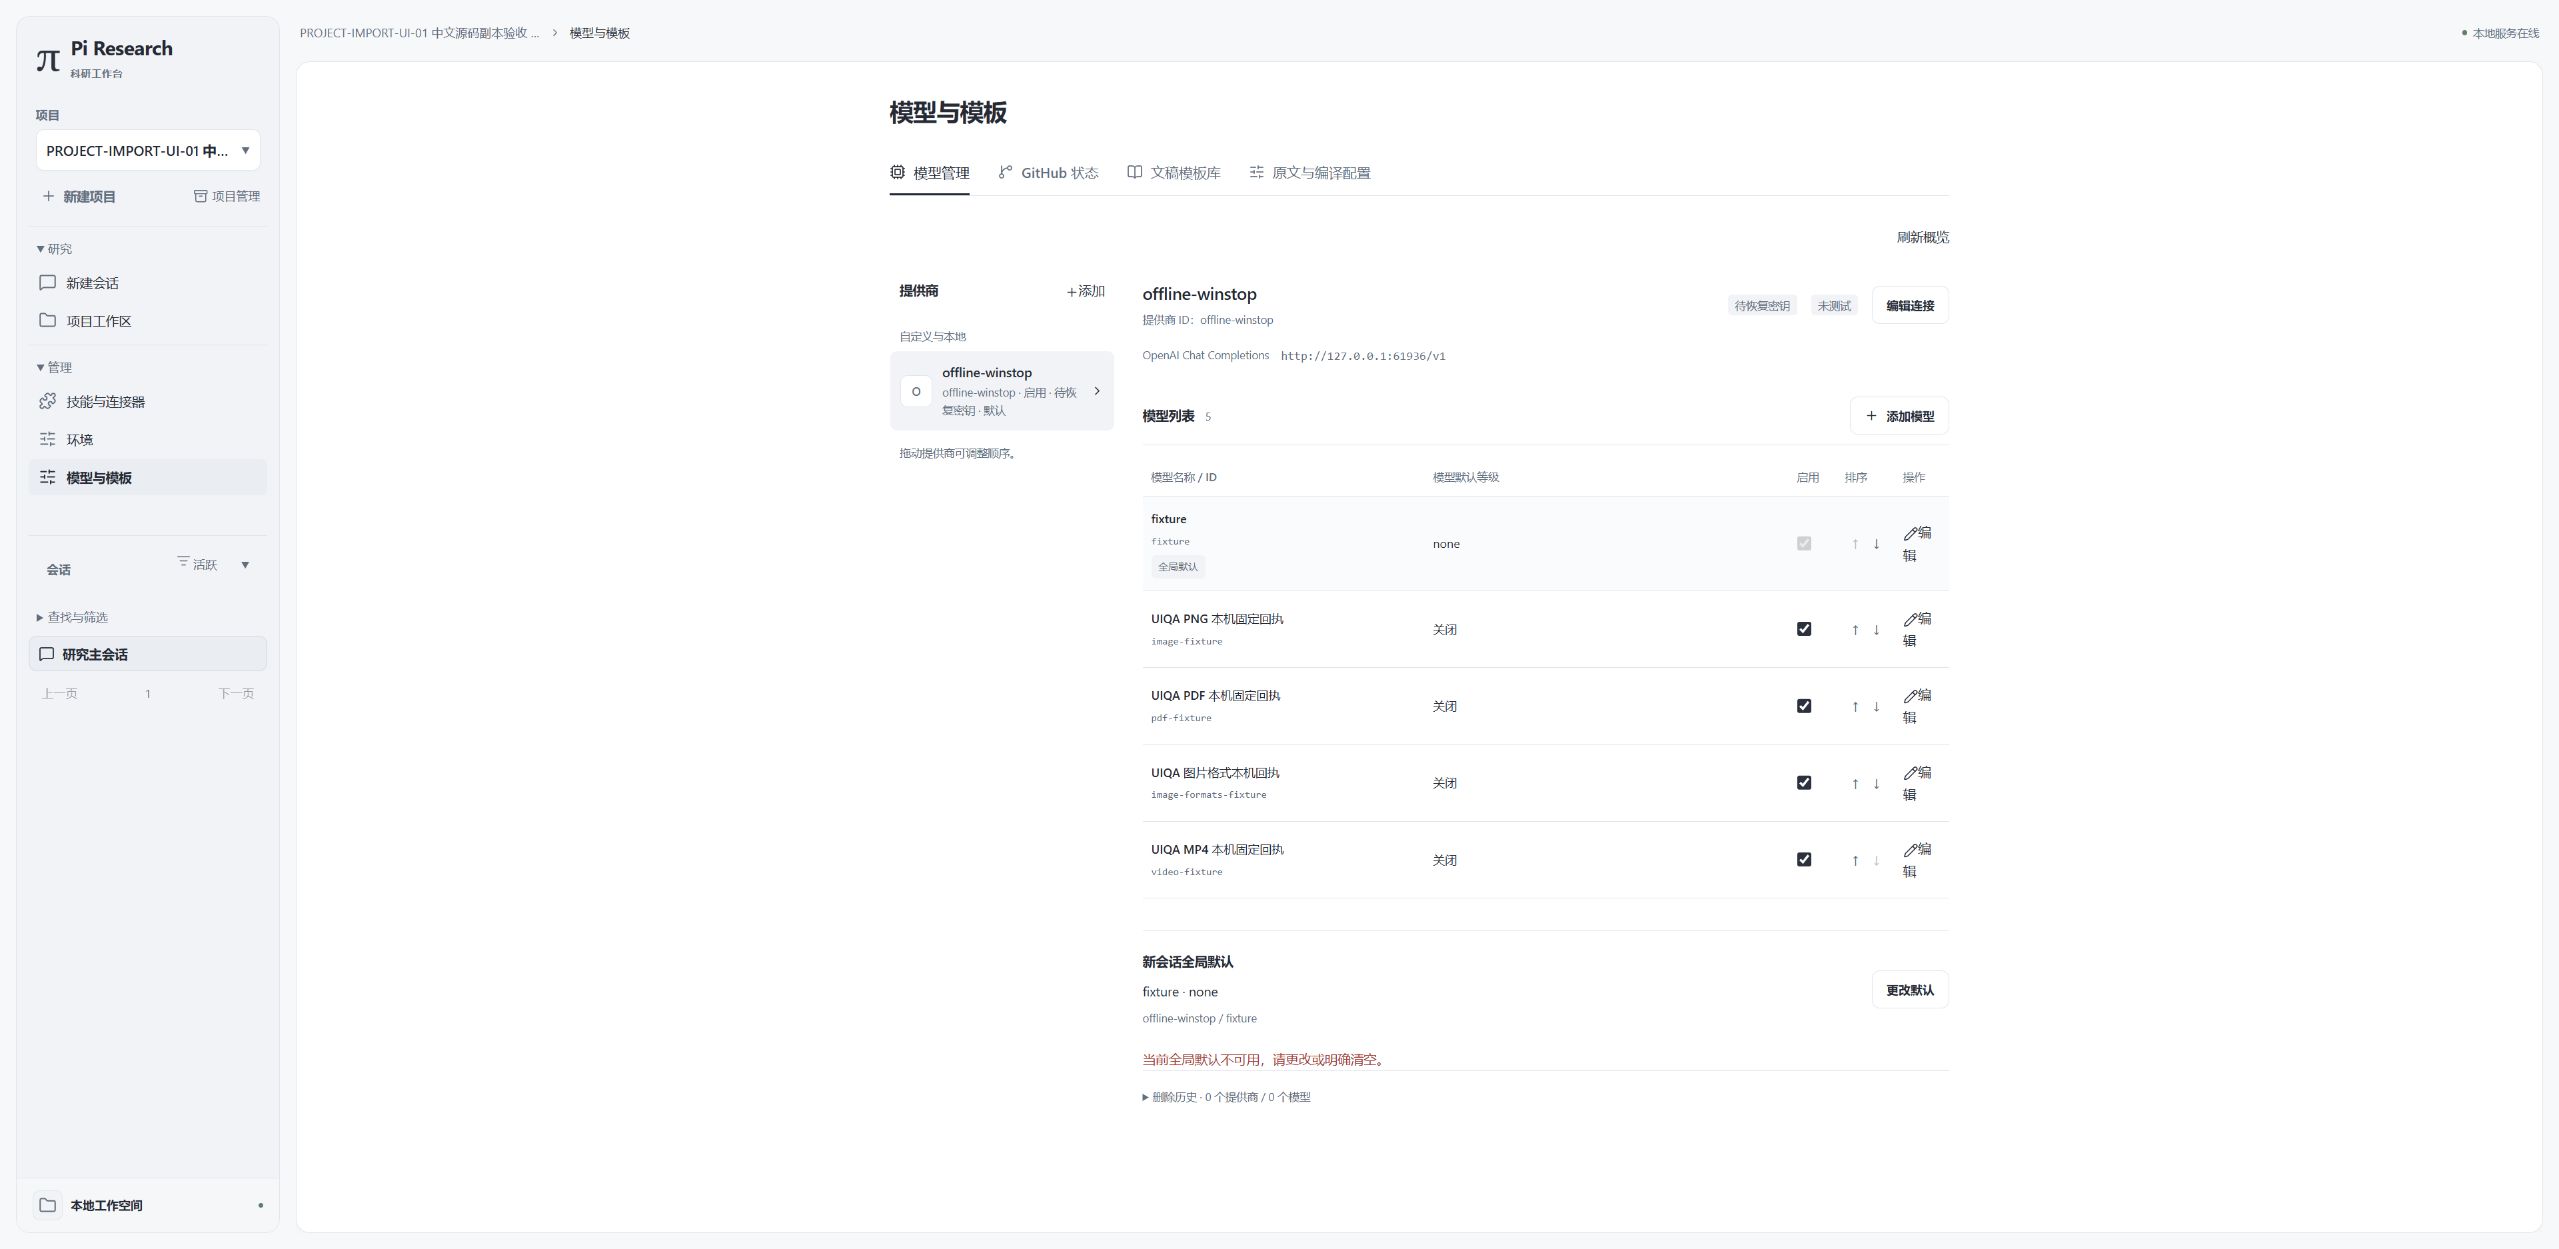 Pi Research
科研工作台
项目
PROJECT-IMPORT-UI-01 中...
新建项目
项目管理
研究
新建会话
项目工作区
管理
技能与连接器
环境
模型与模板
会话
活跃
查找与筛选
研究主会话
上一页 1 下一页
本地工作空间
PROJECT-IMPORT-UI-01 中文源码副本验收 ... › 模型与模板
本地服务在线
模型与模板
模型管理
GitHub 状态
文稿模板库
原文与编译配置
刷新概览
提供商
+添加
自定义与本地
O
offline-winstop
offline-winstop · 启用 · 待恢
复密钥 · 默认
拖动提供商可调整顺序。
offline-winstop
提供商 ID：offline-winstop
待恢复密钥
未测试
编辑连接
OpenAI Chat Completions http://127.0.0.1:61936/v1
模型列表 5
+ 添加模型
模型名称 / ID 模型默认等级 启用 排序 操作
fixture
fixture
全局默认
none
↑ ↓
编
辑
UIQA PNG 本机固定回执
image-fixture
关闭
↑ ↓
编
辑
UIQA PDF 本机固定回执
pdf-fixture
关闭
↑ ↓
编
辑
UIQA 图片格式本机回执
image-formats-fixture
关闭
↑ ↓
编
辑
UIQA MP4 本机固定回执
video-fixture
关闭
↑ ↓
编
辑
新会话全局默认
fixture · none
offline-winstop / fixture
更改默认
当前全局默认不可用，请更改或明确清空。
删除历史 · 0 个提供商 / 0 个模型